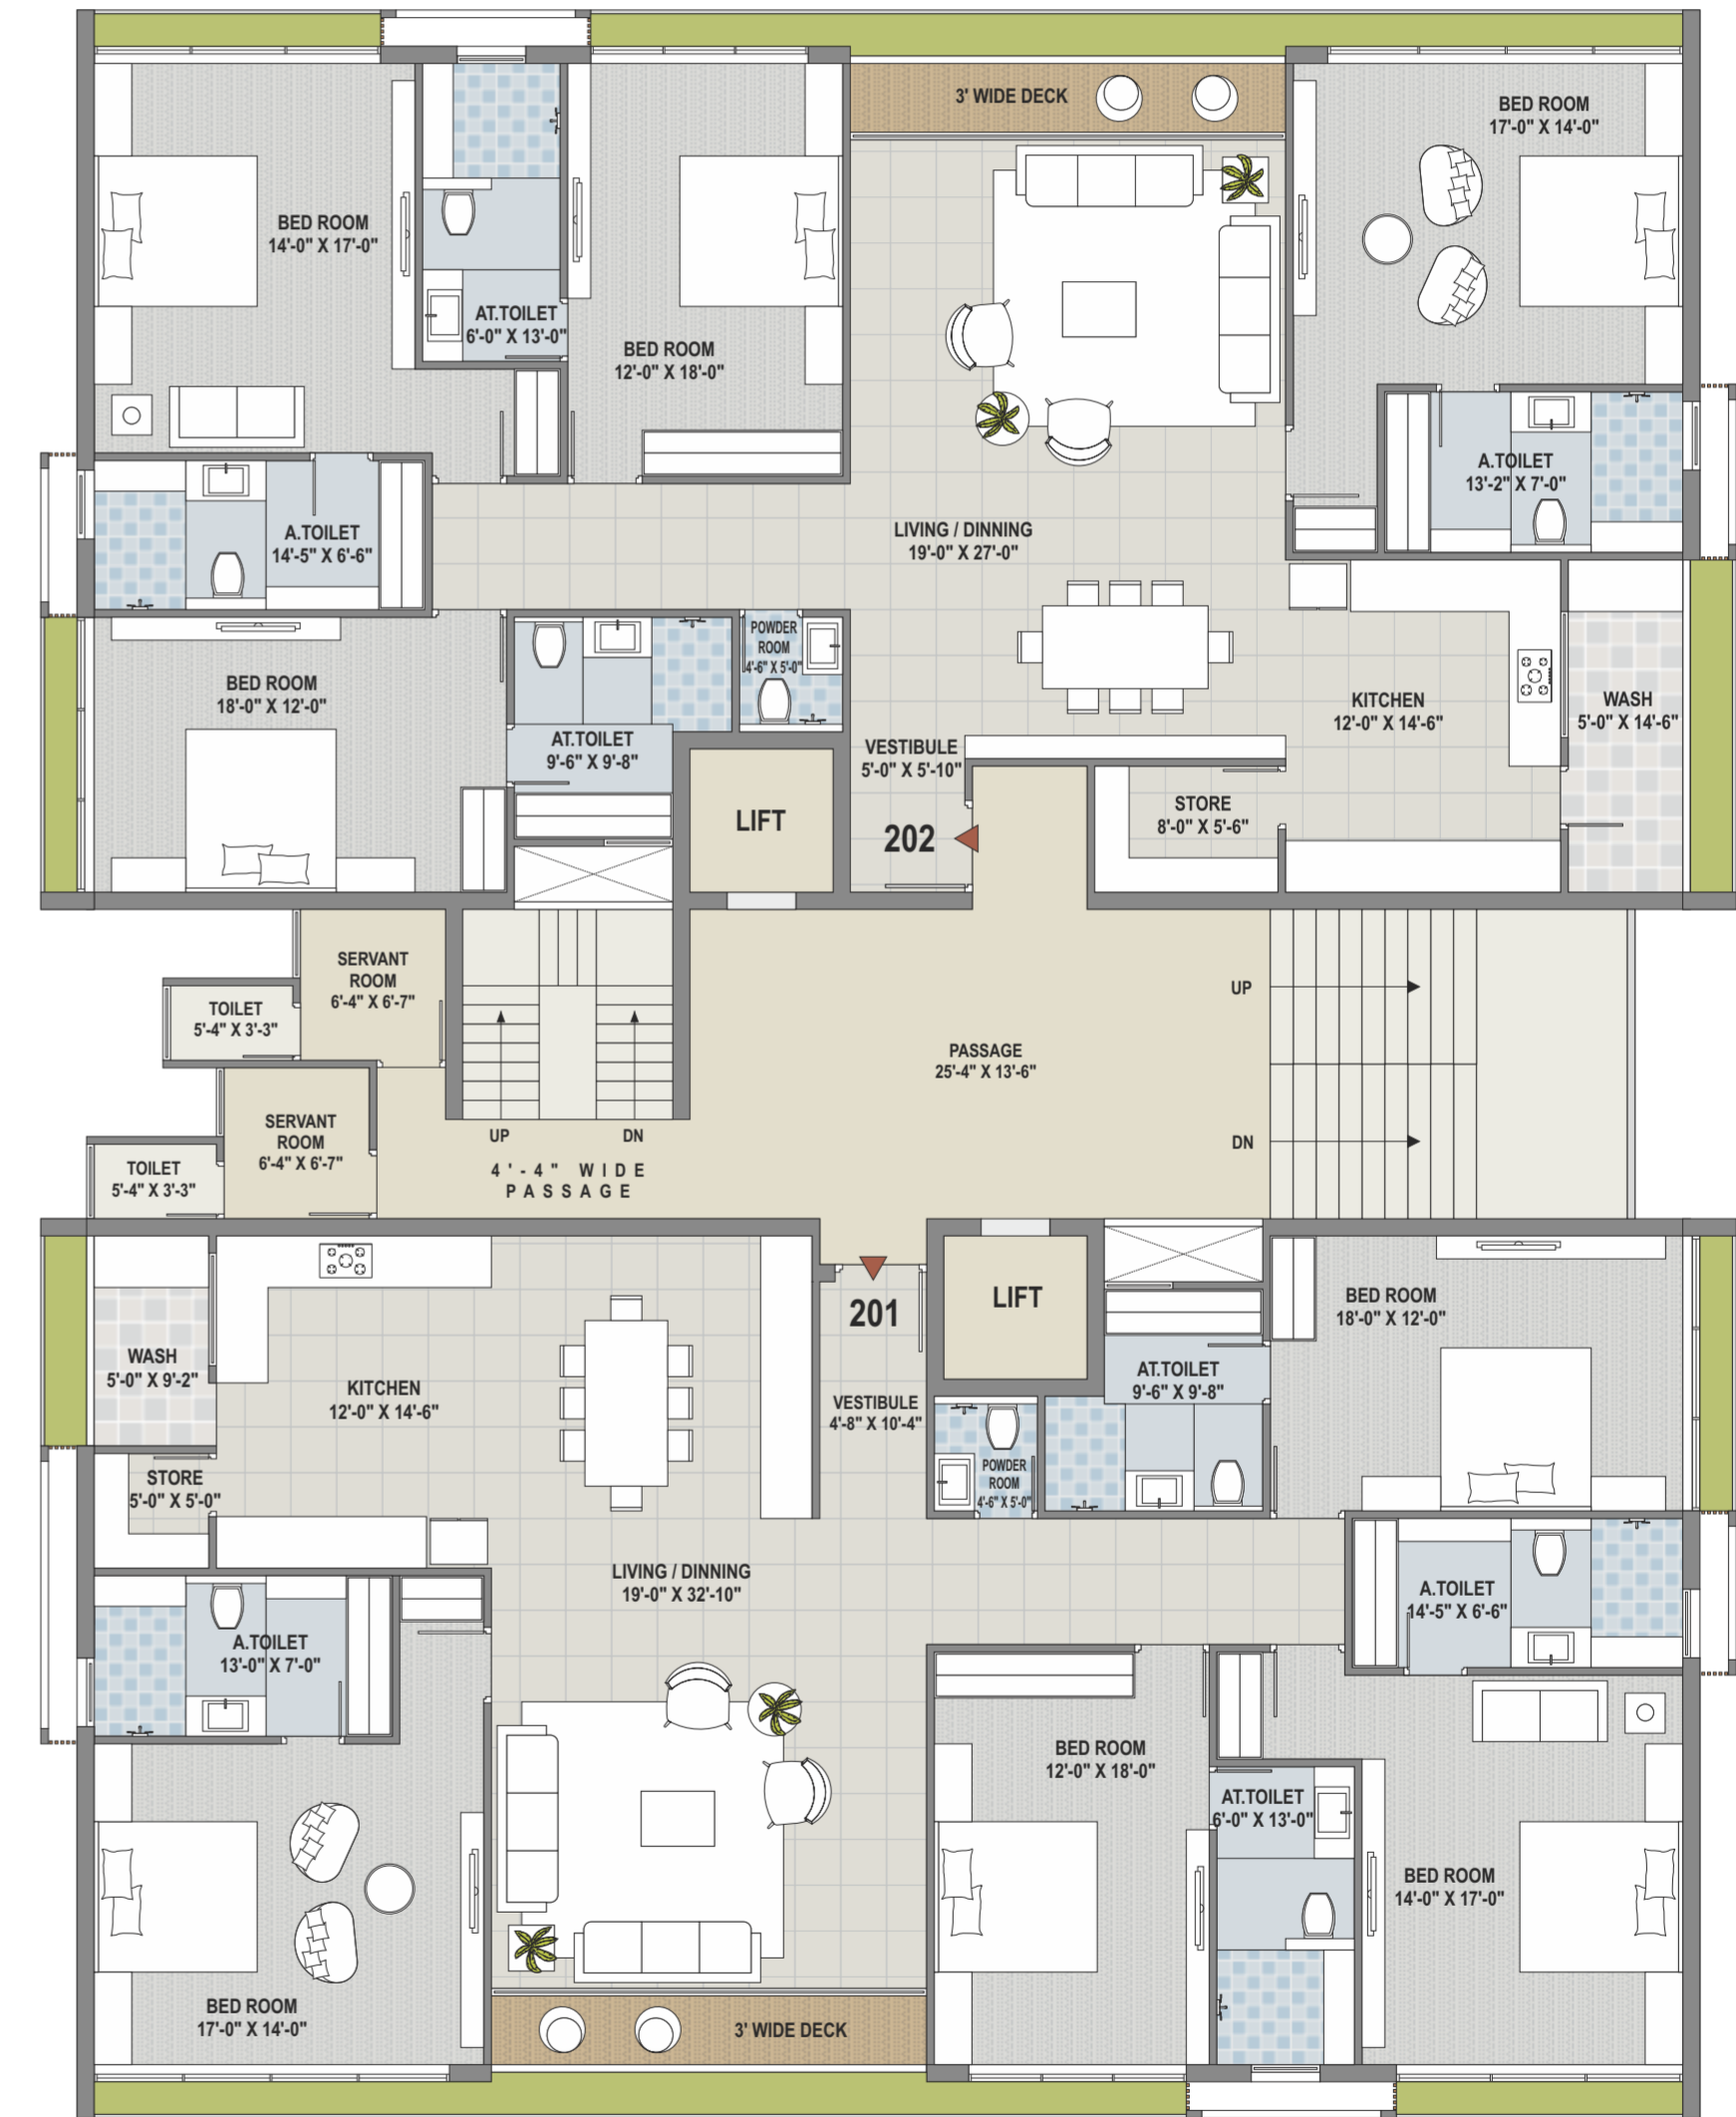 3' WIDE DECK
BED ROOM
17'-0" X 14'-0"
BED ROOM
14'-0" X 17'-0"
AT.TOILET
6'-0" X 13'-0"
BED ROOM
12'-0" X 18'-0"
A.TOILET
13'-2" X 7'-0"
A.TOILET
14'-5" X 6'-6"
LIVING / DINNING
19'-0" X 27'-0"
POWDER
ROOM
4'-6" X 5'-0"
BED ROOM
18'-0" X 12'-0"
AT.TOILET
9'-6" X 9'-8"
VESTIBULE
5'-0" X 5'-10"
KITCHEN
12'-0" X 14'-6"
WASH
5'-0" X 14'-6"
LIFT
202
STORE
8'-0" X 5'-6"
SERVANT
ROOM
6'-4" X 6'-7"
TOILET
5'-4" X 3'-3"
UP
PASSAGE
25'-4" X 13'-6"
SERVANT
ROOM
6'-4" X 6'-7"
TOILET
5'-4" X 3'-3"
UP
DN
DN
4'-4" WIDE
PASSAGE
201
LIFT
BED ROOM
18'-0" X 12'-0"
WASH
5'-0" X 9'-2"
KITCHEN
12'-0" X 14'-6"
VESTIBULE
4'-8" X 10'-4"
AT.TOILET
9'-6" X 9'-8"
STORE
5'-0" X 5'-0"
POWDER
ROOM
4'-6" X 5'-0"
LIVING / DINNING
19'-0" X 32'-10"
A.TOILET
14'-5" X 6'-6"
A.TOILET
13'-0" X 7'-0"
BED ROOM
12'-0" X 18'-0"
AT.TOILET
6'-0" X 13'-0"
BED ROOM
14'-0" X 17'-0"
BED ROOM
17'-0" X 14'-0"
3' WIDE DECK